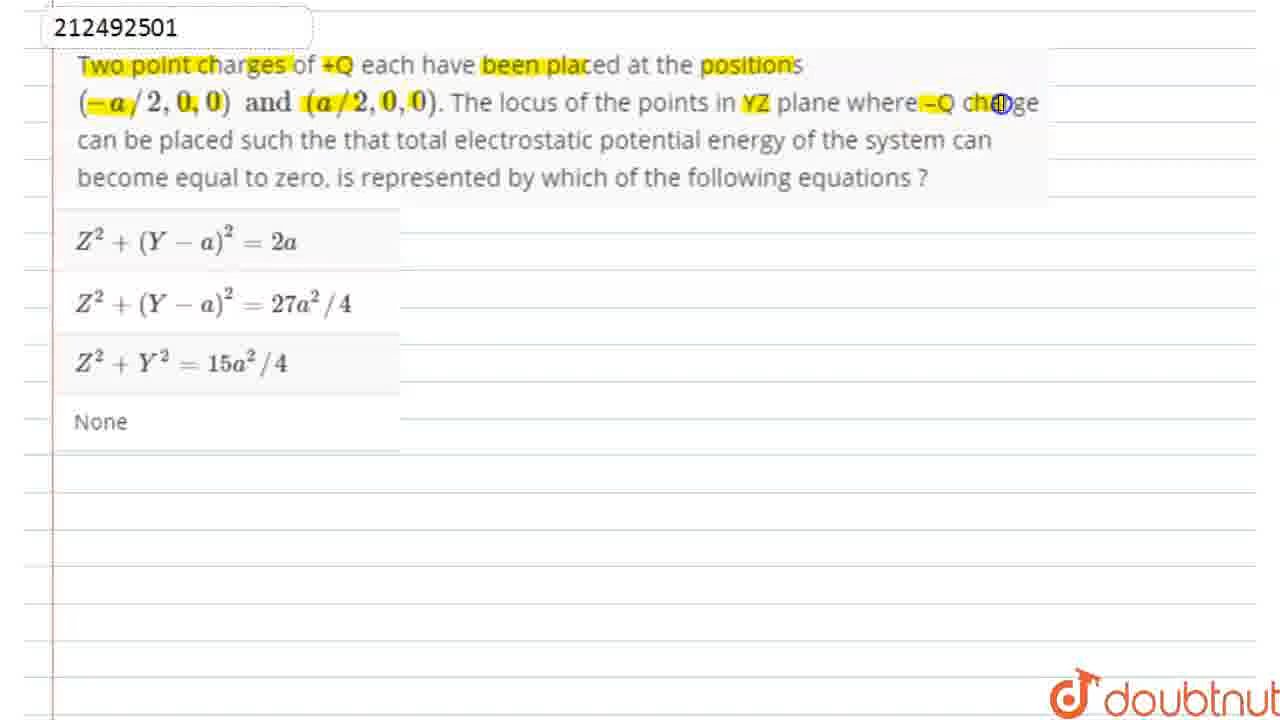 212492501
Two point charges of +Q each have been placed at the positions
(−a/2, 0, 0) and (a/2, 0, 0). The locus of the points in YZ plane where –Q charge
can be placed such the that total electrostatic potential energy of the system can
become equal to zero, is represented by which of the following equations ?
Z² + (Y − a)² = 2a
Z² + (Y − a)² = 27a²/4
Z² + Y² = 15a²/4
None
doubtnut